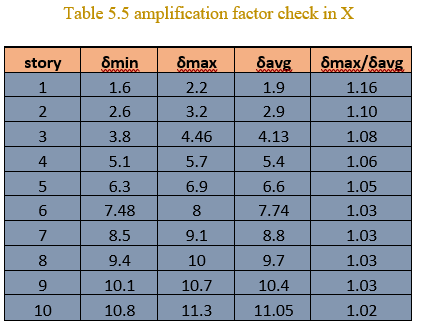 Table 5.5 amplification factor check in X
story δmin δmax δavg δmax/δavg
1 1.6 2.2 1.9 1.16
2 2.6 3.2 2.9 1.10
3 3.8 4.46 4.13 1.08
4 5.1 5.7 5.4 1.06
5 6.3 6.9 6.6 1.05
6 7.48 8 7.74 1.03
7 8.5 9.1 8.8 1.03
8 9.4 10 9.7 1.03
9 10.1 10.7 10.4 1.03
10 10.8 11.3 11.05 1.02